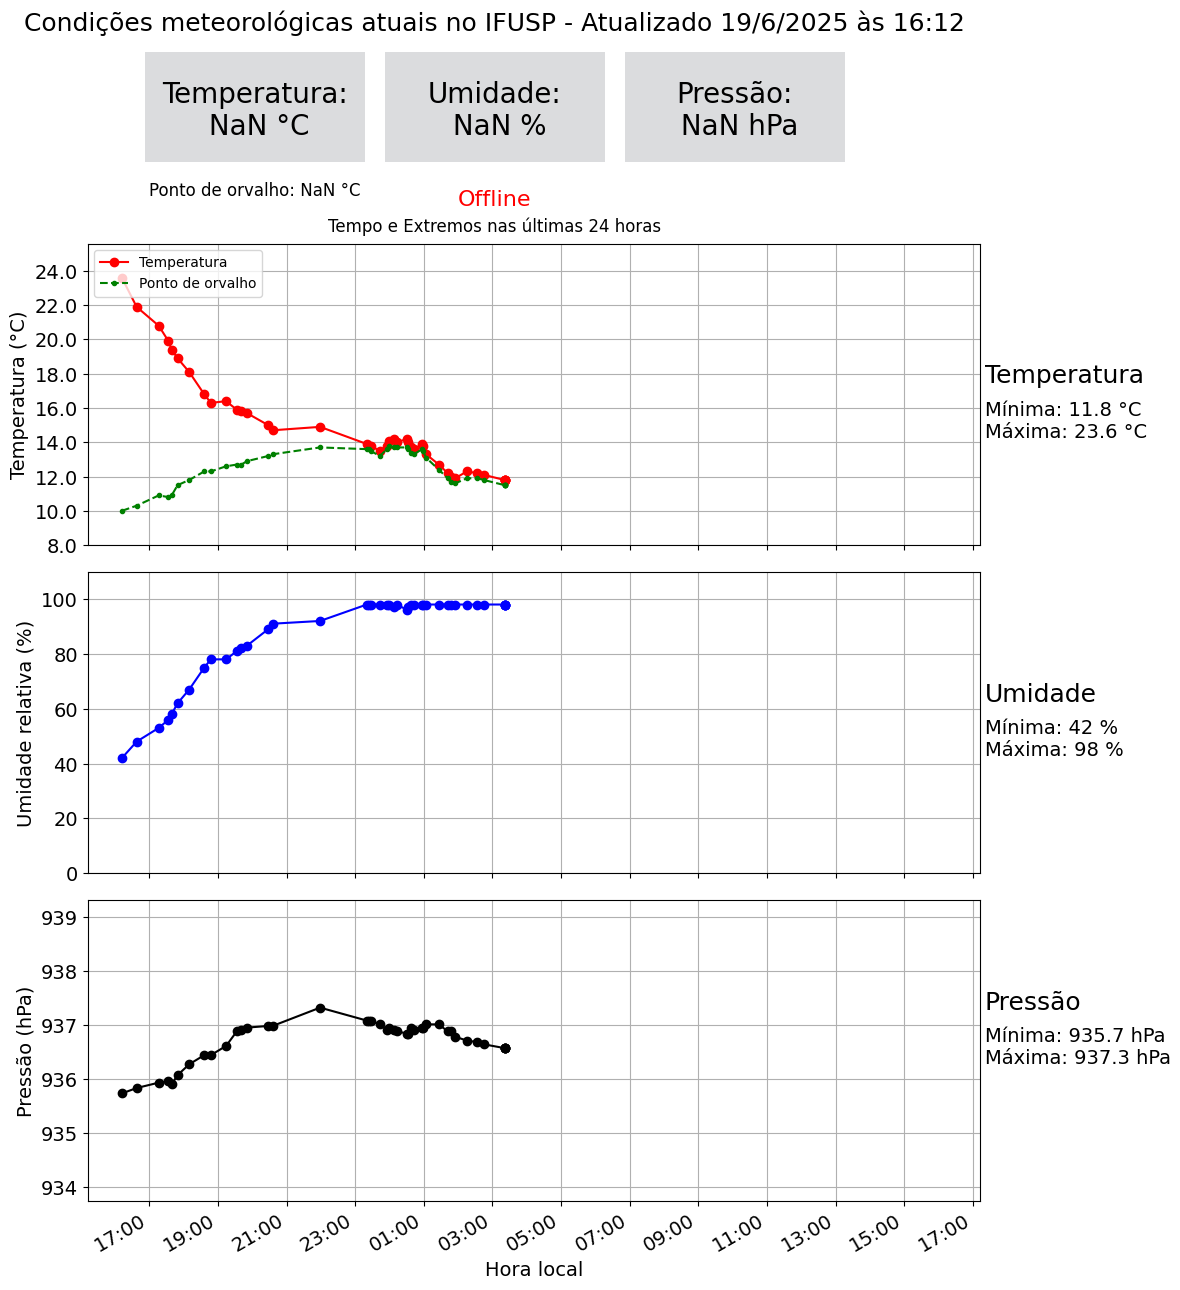 Condições meteorológicas atuais no IFUSP - Atualizado 19/6/2025 às 16:12
Temperatura:
NaN °C
Umidade:
NaN %
Pressão:
NaN hPa
Ponto de orvalho: NaN °C
Offline
Tempo e Extremos nas últimas 24 horas
Temperatura
Ponto de orvalho
Temperatura (°C)
24.0
22.0
20.0
18.0
16.0
14.0
12.0
10.0
8.0
Temperatura
Mínima: 11.8 °C
Máxima: 23.6 °C
Umidade relativa (%)
100
80
60
40
20
0
Umidade
Mínima: 42 %
Máxima: 98 %
Pressão (hPa)
939
938
937
936
935
934
Pressão
Mínima: 935.7 hPa
Máxima: 937.3 hPa
17:00 19:00 21:00 23:00 01:00 03:00 05:00 07:00 09:00 11:00 13:00 15:00 17:00
Hora local